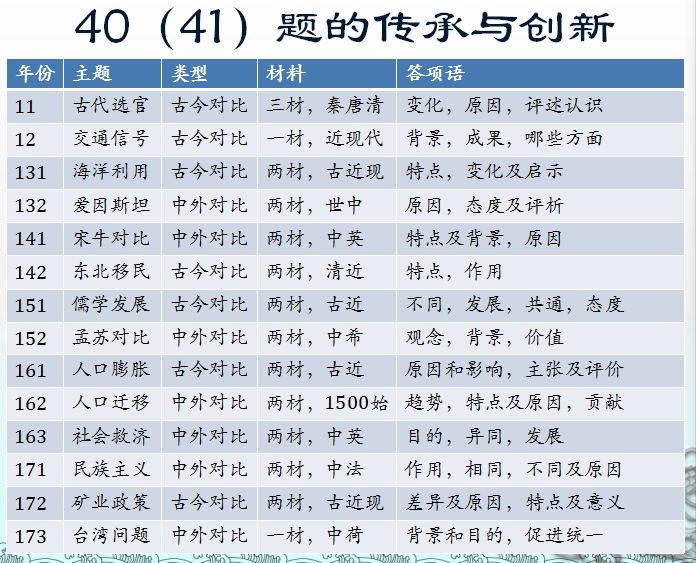 40（41）题的传承与创新
年份 主题 类型 材料 答项语
11 古代选官 古今对比 三材，秦唐清 变化，原因，评述认识
12 交通信号 古今对比 一材，近现代 背景，成果，哪些方面
131 海洋利用 古今对比 两材，古近现 特点，变化及启示
132 爱因斯坦 中外对比 两材，世中 原因，态度及评析
141 宋牛对比 中外对比 两材，中英 特点及背景，原因
142 东北移民 古今对比 两材，清近 特点，作用
151 儒学发展 古今对比 两材，古近 不同，发展，共通，态度
152 孟苏对比 中外对比 两材，中希 观念，背景，价值
161 人口膨胀 古今对比 两材，古近 原因和影响，主张及评价
162 人口迁移 中外对比 两材，1500始 趋势，特点及原因，贡献
163 社会救济 中外对比 两材，中英 目的，异同，发展
171 民族主义 中外对比 两材，中法 作用，相同，不同及原因
172 矿业政策 古今对比 两材，古近现 差异及原因，特点及意义
173 台湾问题 中外对比 一材，中荷 背景和目的，促进统一